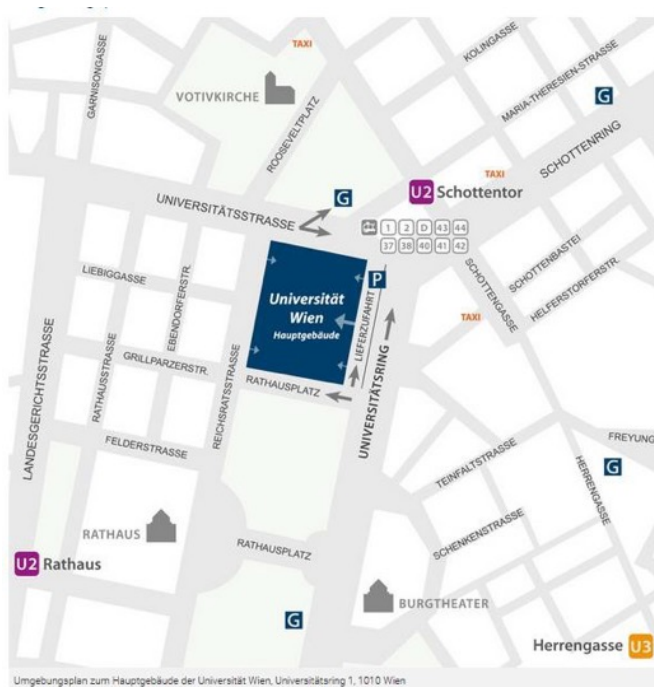 TAXI
KOLINGASSE
GARNISONGASSE
VOTIVKIRCHE
MARIA-THERESIEN-STRASSE
G
ROOSEVELTPLATZ
SCHOTTENRING
TAXI
U2 Schottentor
G
UNIVERSITÄTSSTRASSE
1 2 D 43 44
37 38 40 41 42
SCHOTTENBASTEI
SCHOTTENGASSE
HELFERSTORFERSTR.
LIEBIGGASSE
EBENDORFERSTR.
P
Universität
Wien
Hauptgebäude
LIEFERZUFAHRT
TAXI
LANDESGERICHTSSTRASSE
RATHAUSSTRASSE
GRILLPARZERSTR.
REICHSRATSSTRASSE
RATHAUSPLATZ
UNIVERSITÄTSRING
FELDERSTRASSE
TEINFALTSTRASSE
FREYUNG
HERRENGASSE
G
RATHAUS
SCHENKENSTRASSE
RATHAUSPLATZ
U2 Rathaus
BURGTHEATER
G
Herrengasse U3
Umgebungsplan zum Hauptgebäude der Universität Wien, Universitätsring 1, 1010 Wien